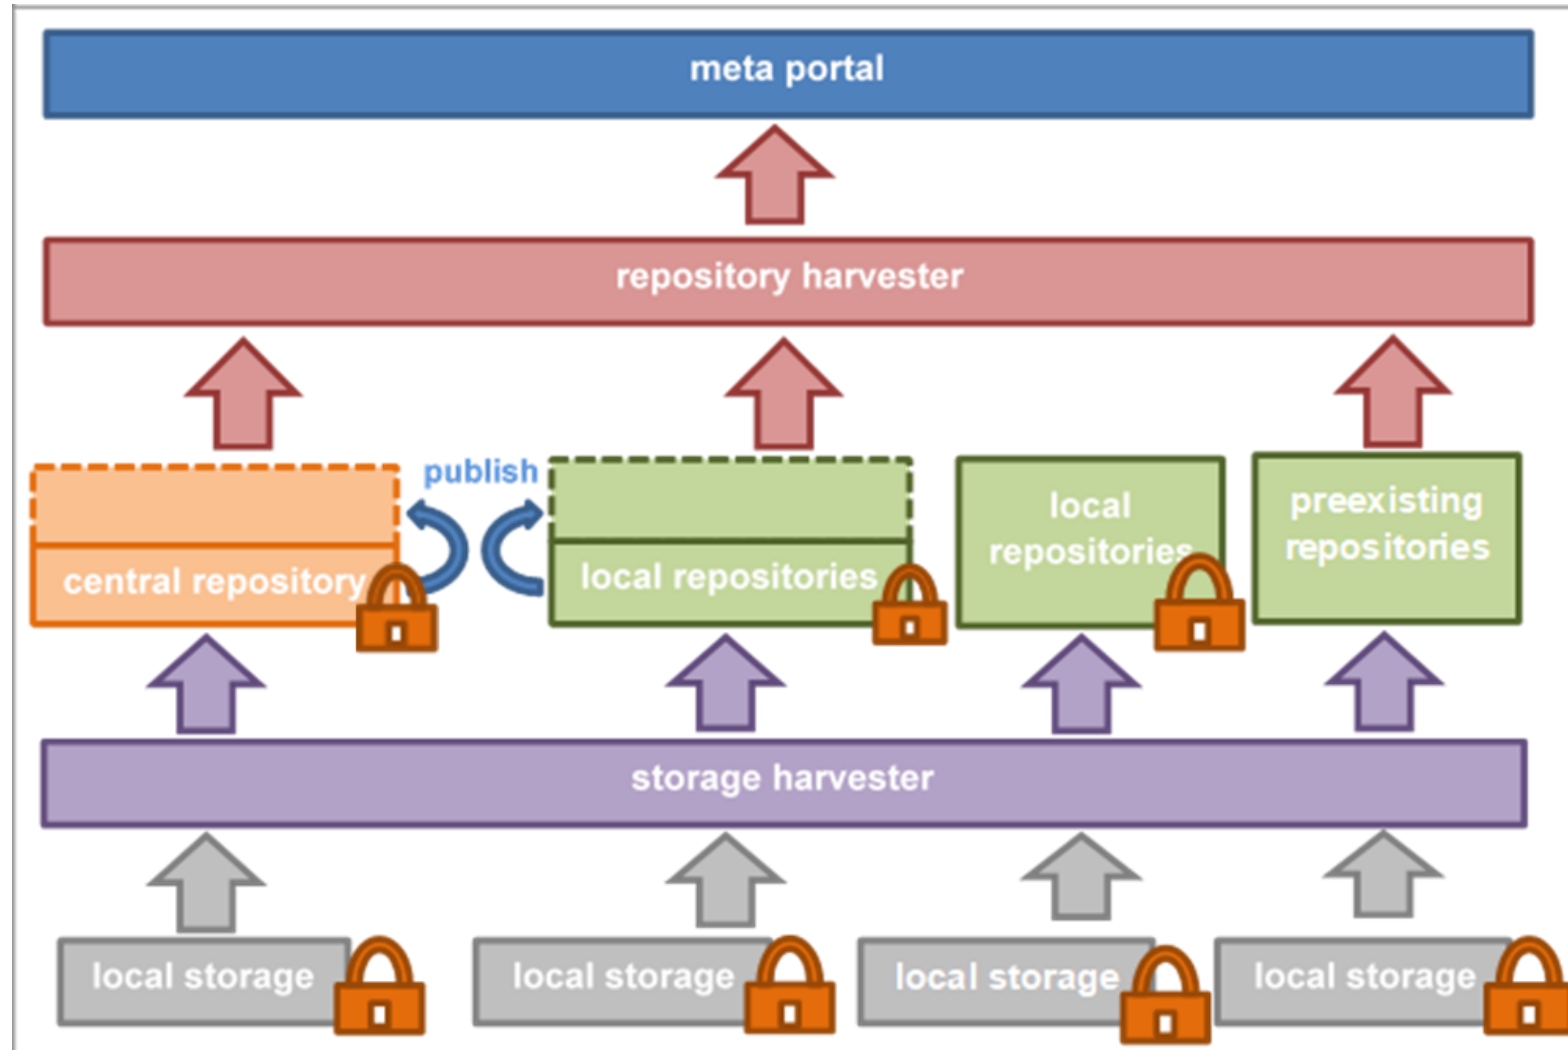 meta portal
repository harvester
publish
central repository
local repositories
local
repositories
preexisting
repositories
storage harvester
local storage
local storage
local storage
local storage